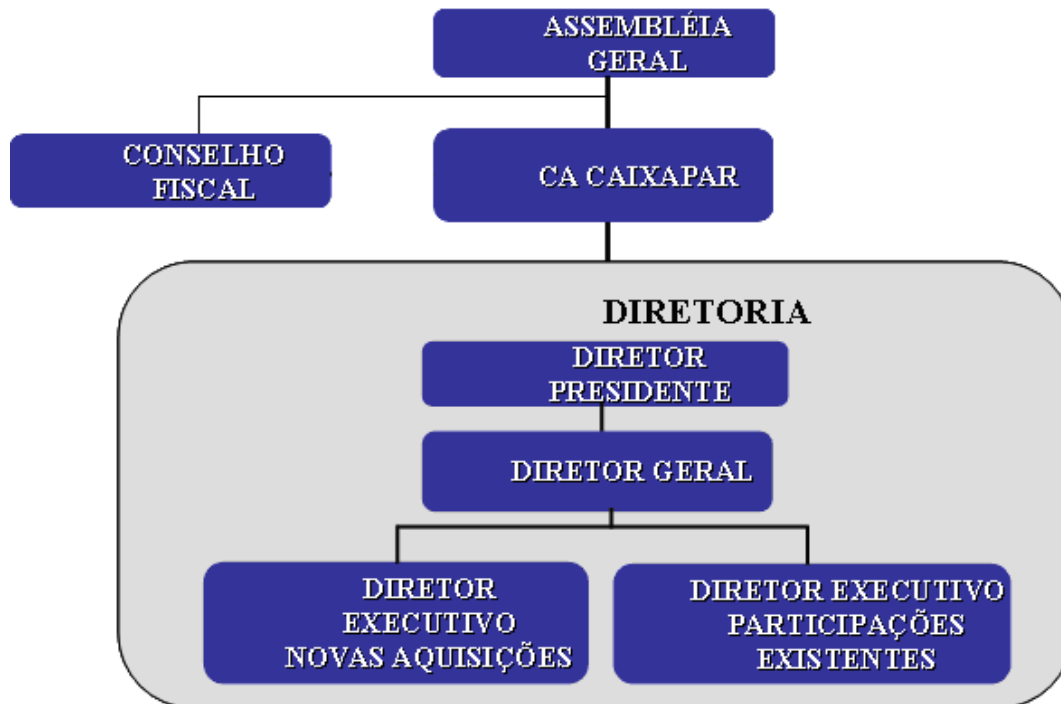 ASSEMBLÉIA
GERAL
CONSELHO
FISCAL
CA CAIXAPAR
DIRETORIA
DIRETOR
PRESIDENTE
DIRETOR GERAL
DIRETOR
EXECUTIVO
NOVAS AQUISIÇÕES
DIRETOR EXECUTIVO
PARTICIPAÇÕES
EXISTENTES